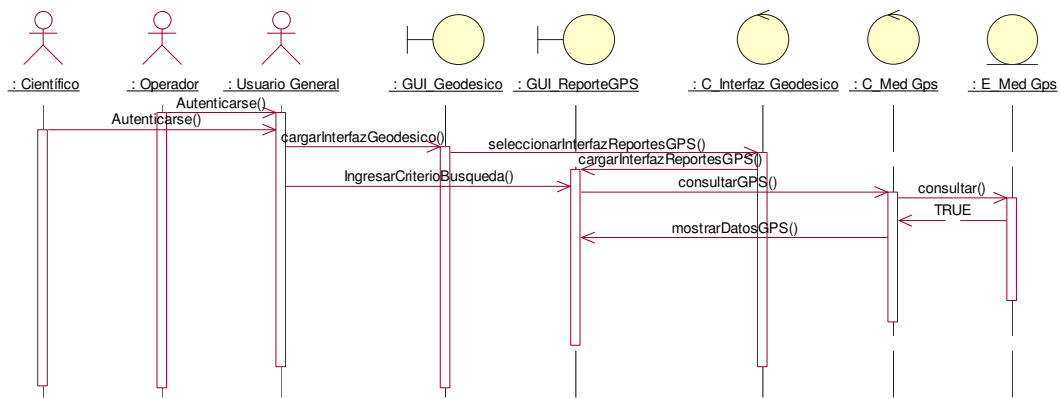 : Científico
: Operador
: Usuario General
: GUI_Geodesico
: GUI_ReporteGPS
: C_Interfaz Geodesico
: C_Med Gps
: E_Med Gps
Autenticarse()
Autenticarse()
cargarInterfazGeodesico()
seleccionarInterfazReportesGPS()
cargarInterfazReportesGPS()
IngresarCriterioBusqueda()
consultarGPS()
consultar()
TRUE
mostrarDatosGPS()